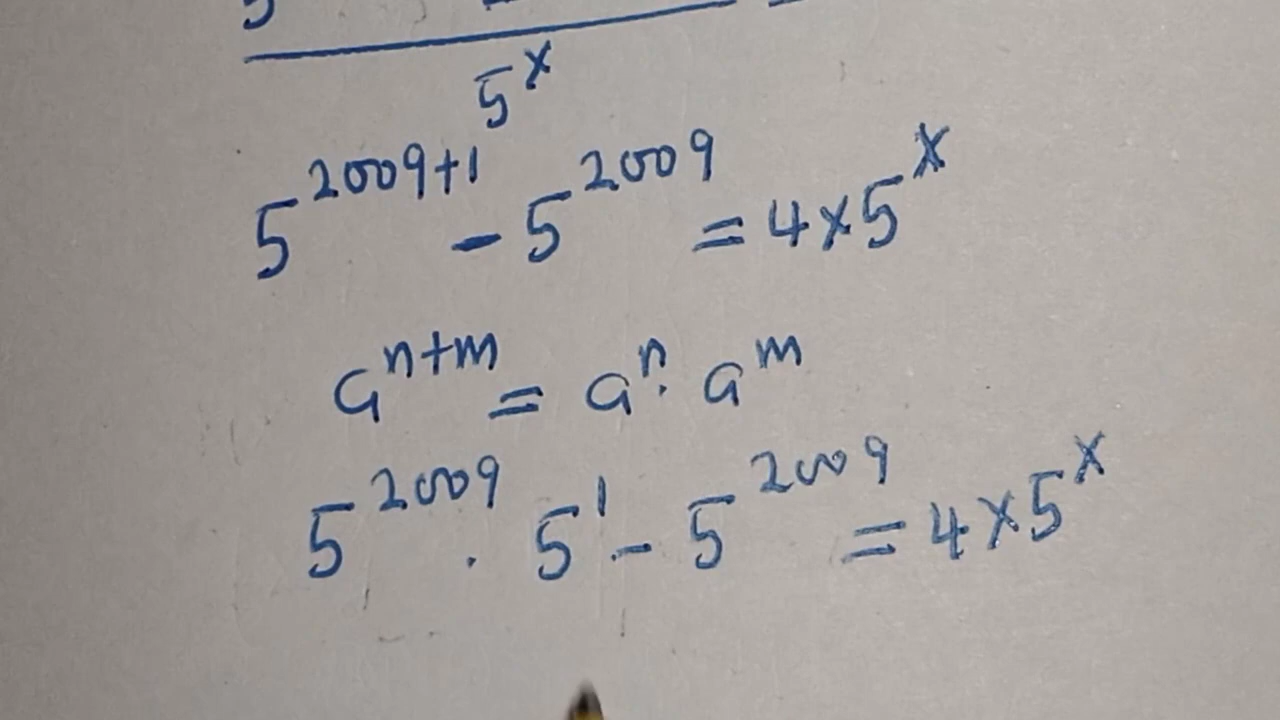 5^x
5^2009+1 - 5^2009 = 4×5^x
a^n+m = a^n · a^m
5^2009 · 5^1 - 5^2009 = 4×5^x